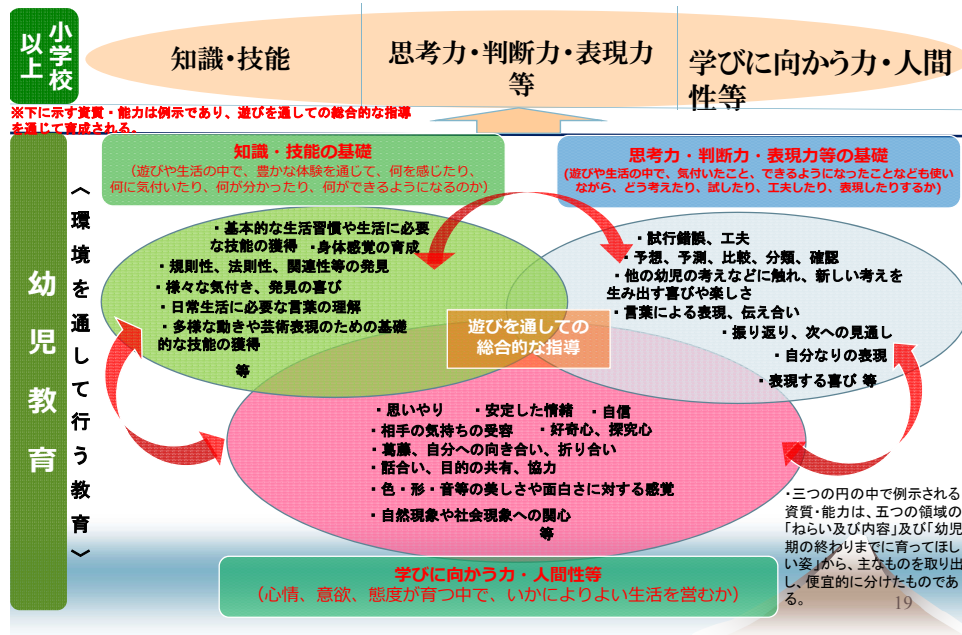 小学校
以上
知識・技能
思考力・判断力・表現力
等
学びに向かう力・人間
性等
※下に示す資質・能力は例示であり、遊びを通しての総合的な指導
を通じて育成される。
幼児教育
〈環境を通して行う教育〉
知識・技能の基礎
(遊びや生活の中で、豊かな体験を通じて、何を感じたり、
何に気付いたり、何が分かったり、何ができるようになるのか)
思考力・判断力・表現力等の基礎
(遊びや生活の中で、気付いたこと、できるようになったことなども使い
ながら、どう考えたり、試したり、工夫したり、表現したりするか)
・基本的な生活習慣や生活に必要
な技能の獲得 ・身体感覚の育成
・規則性、法則性、関連性等の発見
・様々な気付き、発見の喜び
・日常生活に必要な言葉の理解
・多様な動きや芸術表現のための基礎
的な技能の獲得
等
・試行錯誤、工夫
・予想、予測、比較、分類、確認
・他の幼児の考えなどに触れ、新しい考えを
生み出す喜びや楽しさ
・言葉による表現、伝え合い
・振り返り、次への見通し
・自分なりの表現
・表現する喜び 等
遊びを通しての
総合的な指導
・思いやり ・安定した情緒 ・自信
・相手の気持ちの受容 ・好奇心、探究心
・葛藤、自分への向き合い、折り合い
・話合い、目的の共有、協力
・色・形・音等の美しさや面白さに対する感覚
・自然現象や社会現象への関心
等
学びに向かう力・人間性等
(心情、意欲、態度が育つ中で、いかによりよい生活を営むか)
・三つの円の中で例示される
資質・能力は、五つの領域の
「ねらい及び内容」及び「幼児
期の終わりまでに育ってほし
い姿」から、主なものを取り出
し、便宜的に分けたものであ
る。
19